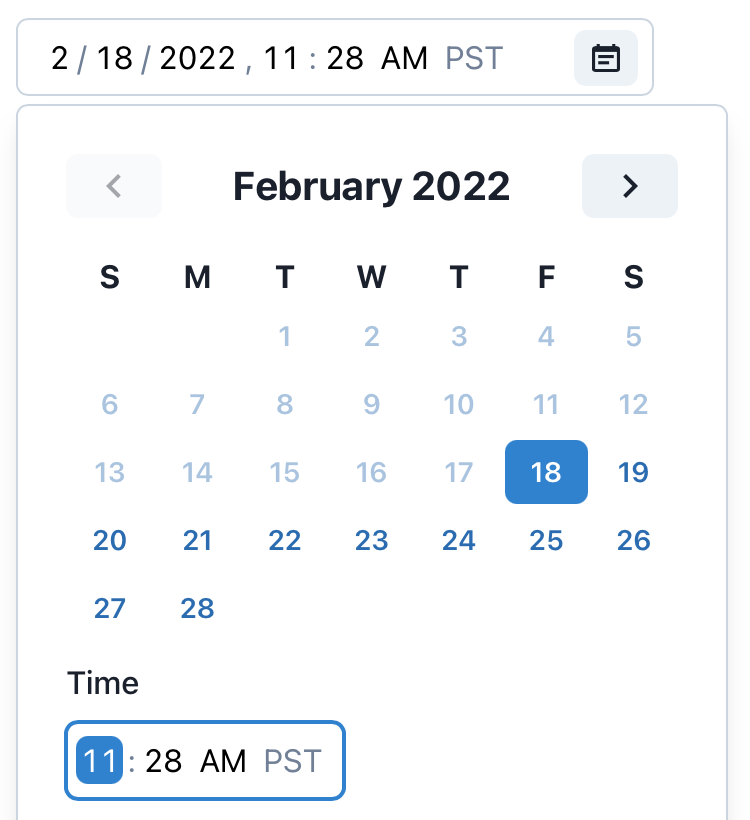 2 / 18 / 2022 , 11 : 28 AM PST
February 2022
S M T W T F S
1 2 3 4 5
6 7 8 9 10 11 12
13 14 15 16 17 18 19
20 21 22 23 24 25 26
27 28
Time
11 : 28 AM PST